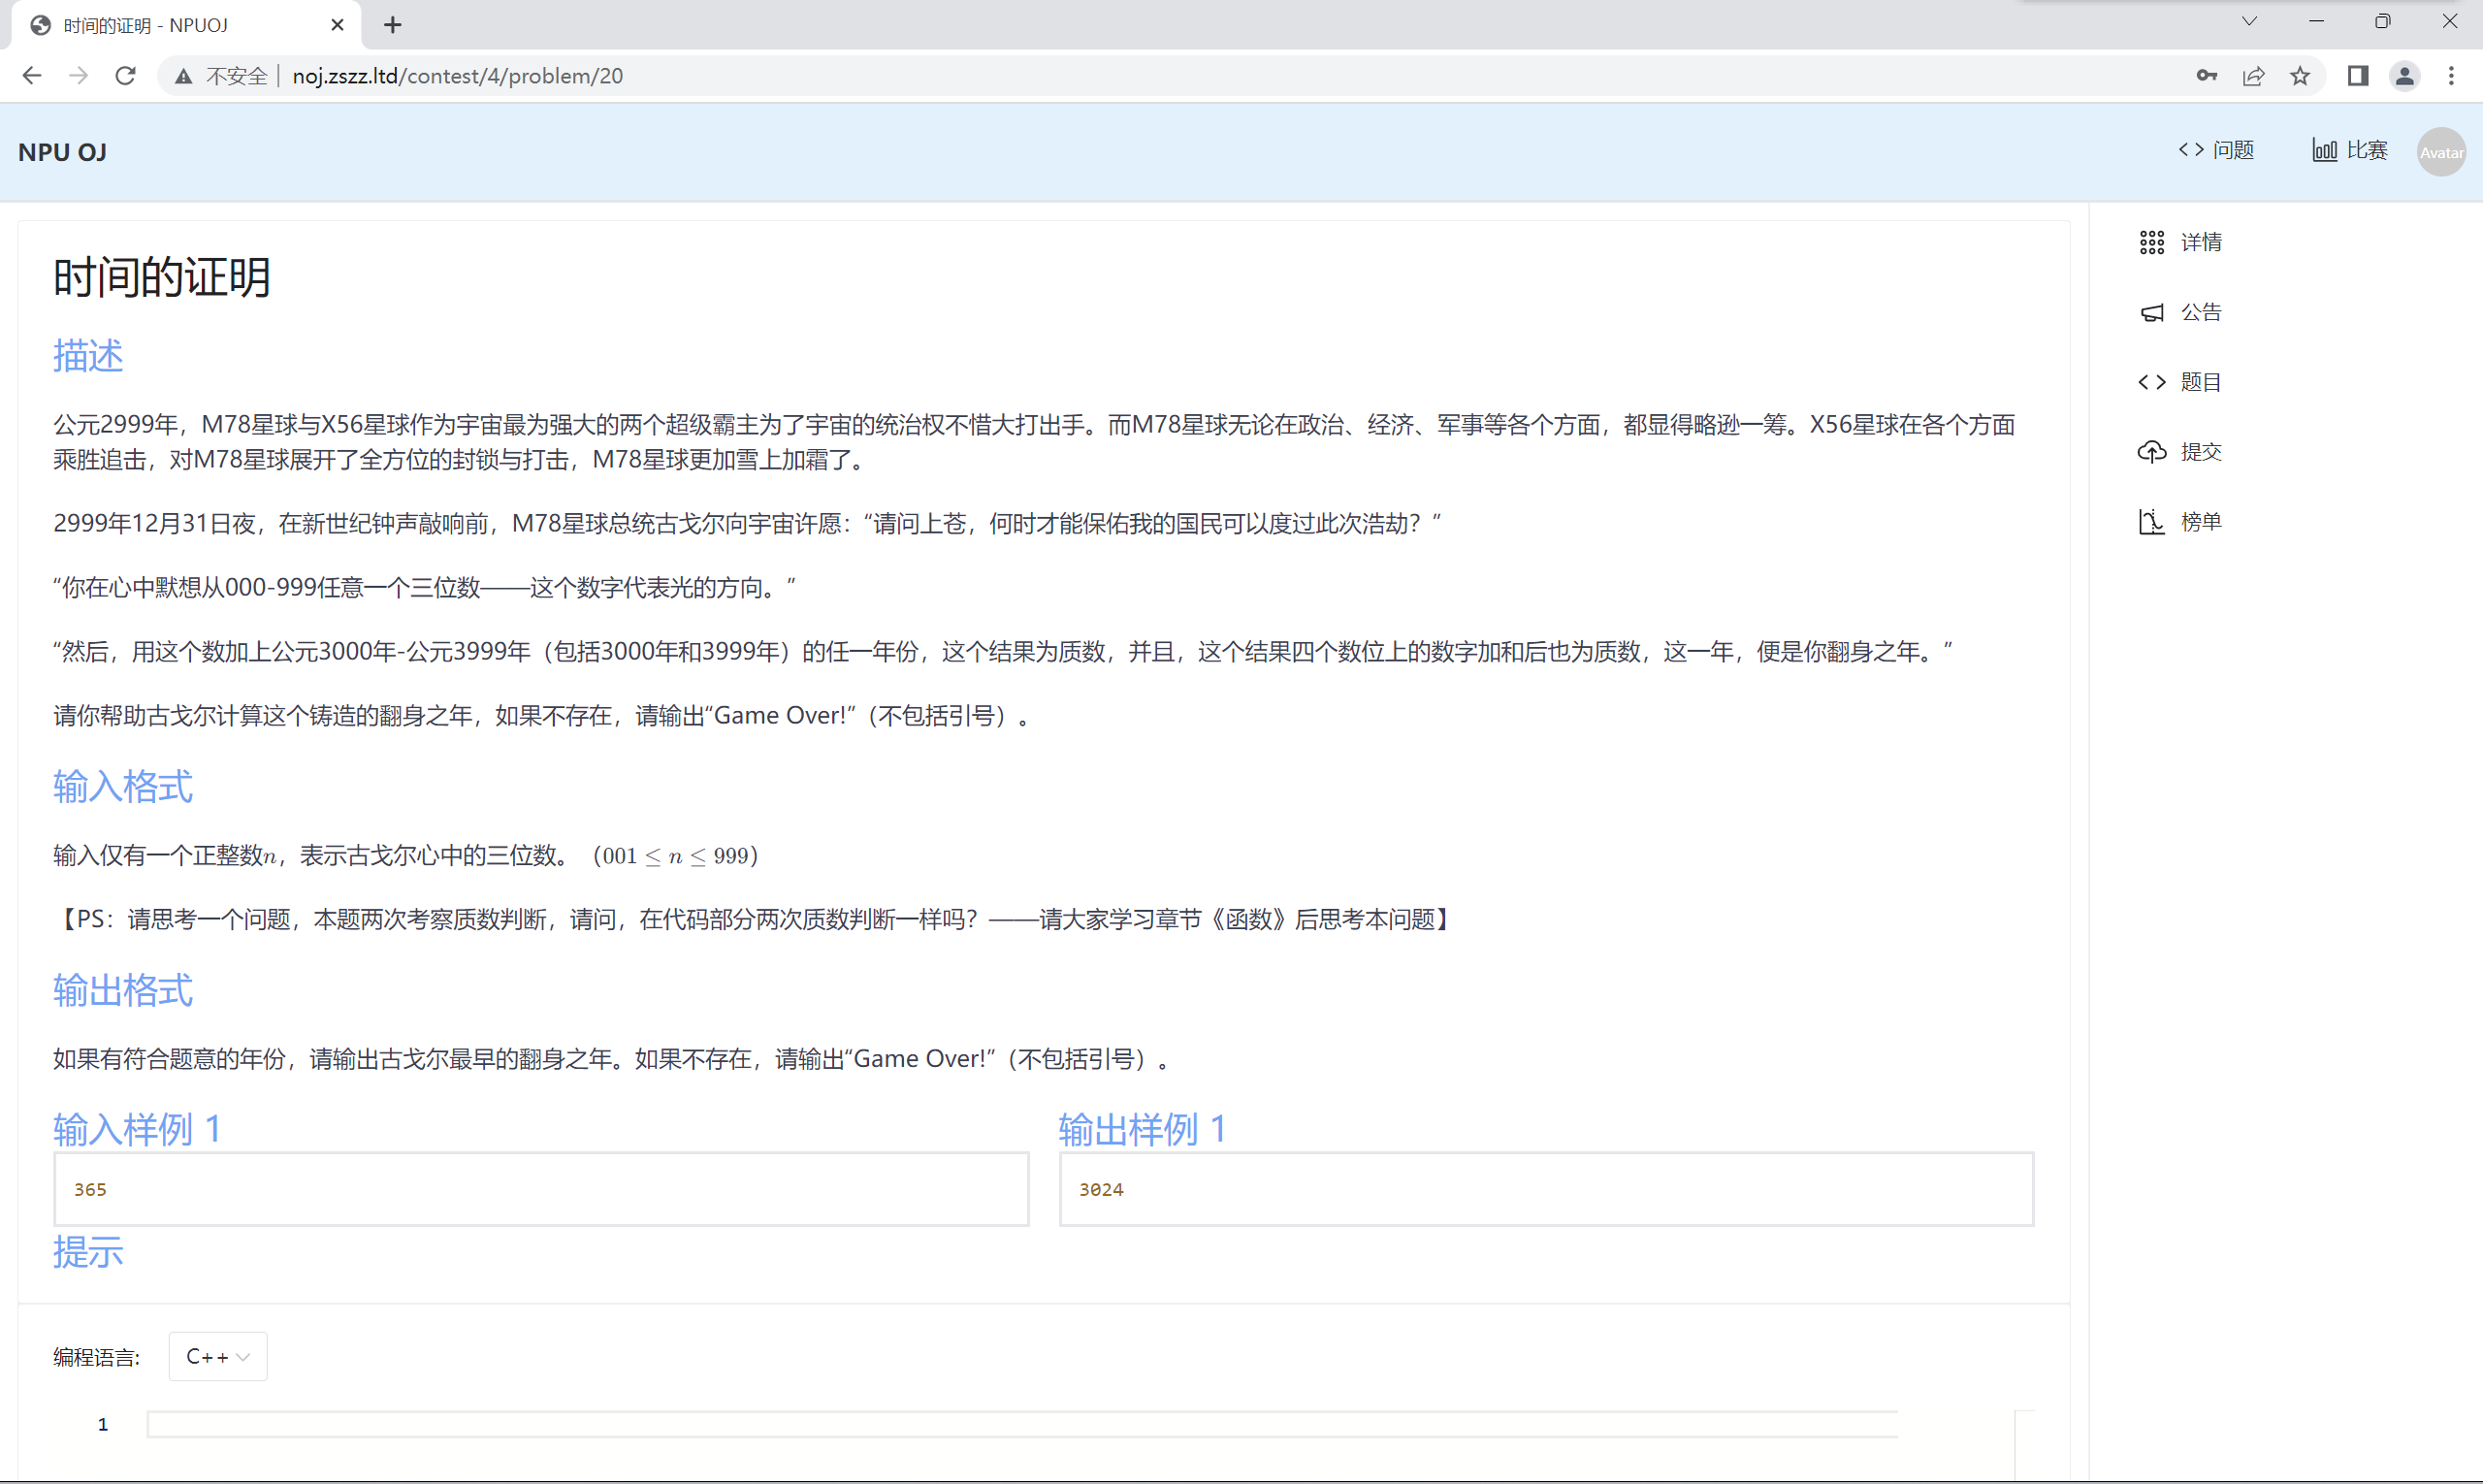 时间的证明 - NPUOJ
不安全 noj.zszz.ltd/contest/4/problem/20
NPU OJ
问题
比赛
Avatar
时间的证明
描述
公元2999年，M78星球与X56星球作为宇宙最为强大的两个超级霸主为了宇宙的统治权不惜大打出手。而M78星球无论在政治、经济、军事等各个方面，都显得略逊一筹。X56星球在各个方面
乘胜追击，对M78星球展开了全方位的封锁与打击，M78星球更加雪上加霜了。
2999年12月31日夜，在新世纪钟声敲响前，M78星球总统古戈尔向宇宙许愿：“请问上苍，何时才能保佑我的国民可以度过此次浩劫？”
“你在心中默想从000-999任意一个三位数——这个数字代表光的方向。”
“然后，用这个数加上公元3000年-公元3999年（包括3000年和3999年）的任一年份，这个结果为质数，并且，这个结果四个数位上的数字加和后也为质数，这一年，便是你翻身之年。”
请你帮助古戈尔计算这个铸造的翻身之年，如果不存在，请输出“Game Over!”（不包括引号）。
输入格式
输入仅有一个正整数n，表示古戈尔心中的三位数。（001 ≤ n ≤ 999）
【PS：请思考一个问题，本题两次考察质数判断，请问，在代码部分两次质数判断一样吗？——请大家学习章节《函数》后思考本问题】
输出格式
如果有符合题意的年份，请输出古戈尔最早的翻身之年。如果不存在，请输出“Game Over!”（不包括引号）。
输入样例 1
365
输出样例 1
3024
提示
编程语言:
C++
1
详情
公告
题目
提交
榜单